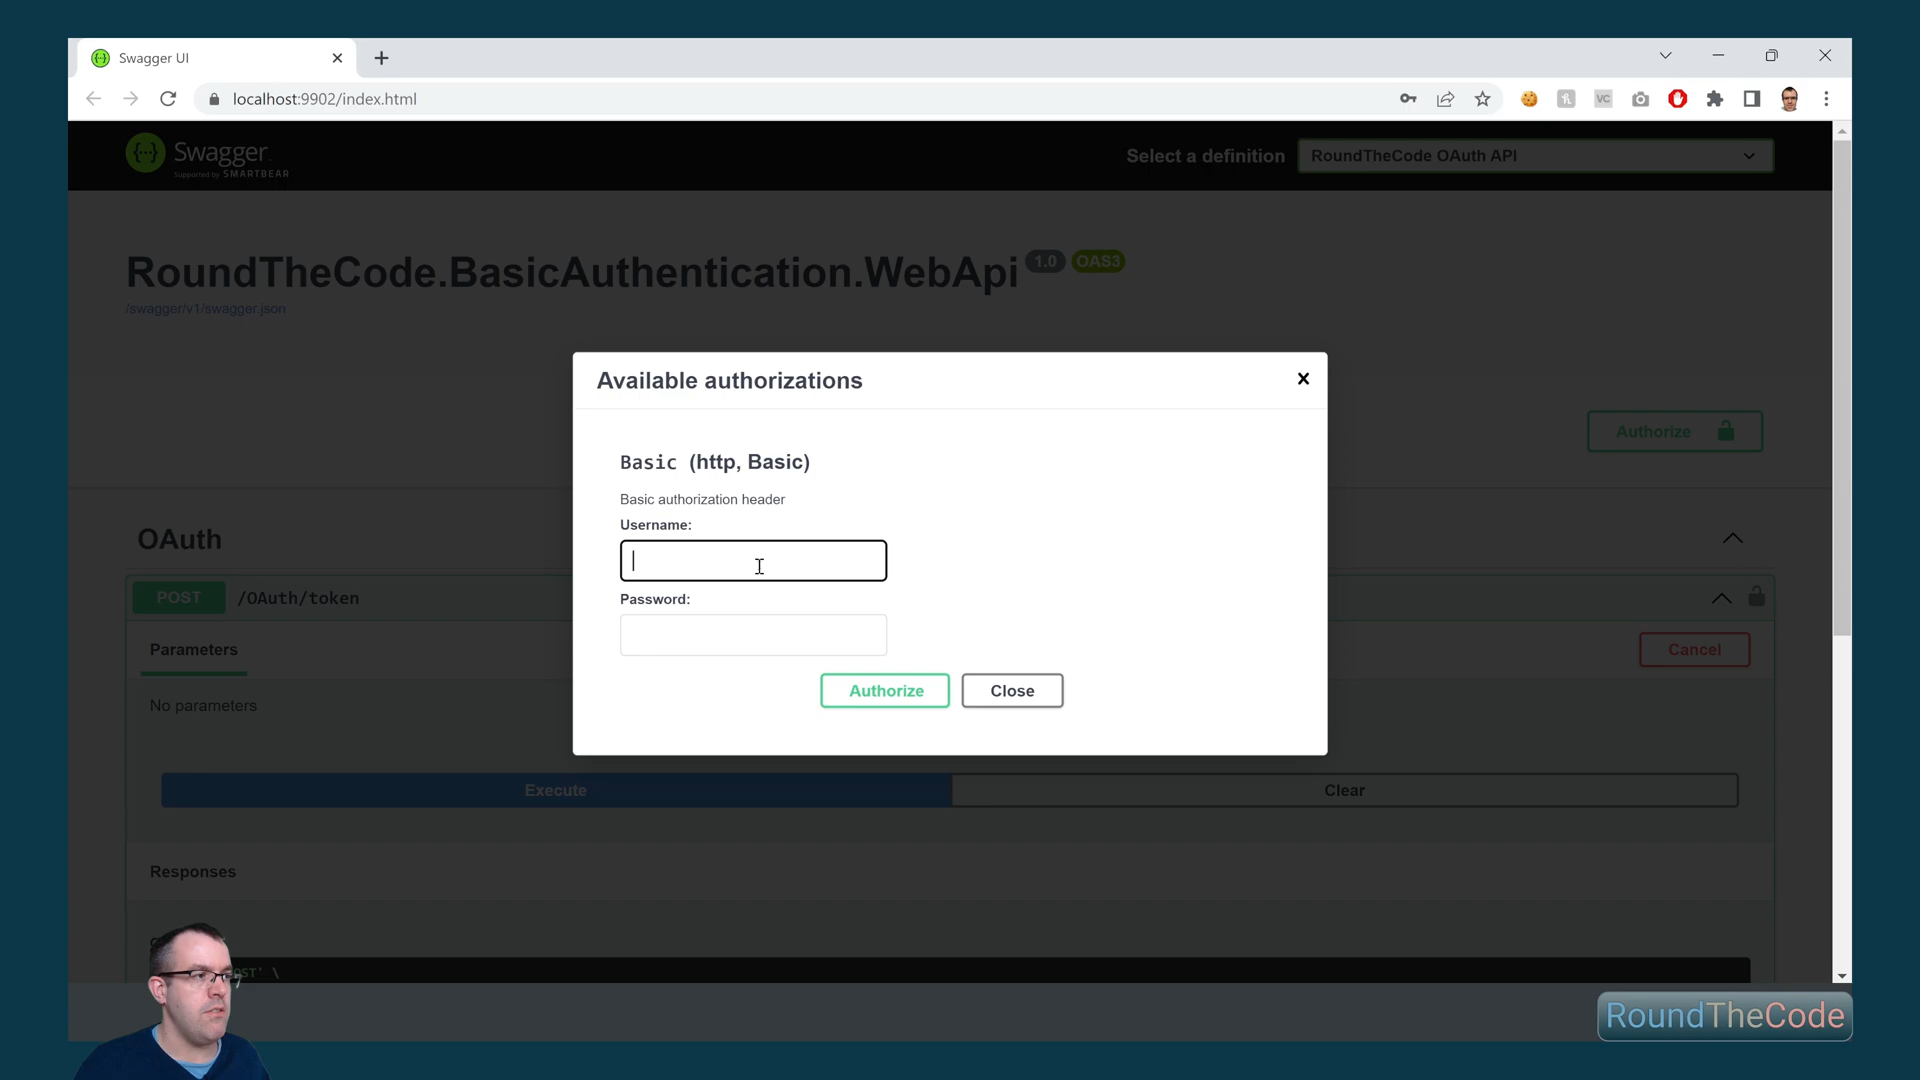 Swagger UI
localhost:9902/index.html
VC
Swagger
Supported by SMARTBEAR
Select a definition
RoundTheCode OAuth API
RoundTheCode.BasicAuthentication.WebApi 1.0 OAS3
/swagger/v1/swagger.json
Available authorizations
Authorize
Basic (http, Basic)
Basic authorization header
Username:
Password:
Authorize Close
OAuth
POST /OAuth/token
Parameters
Cancel
No parameters
Execute
Clear
Responses
OST' \
RoundTheCode